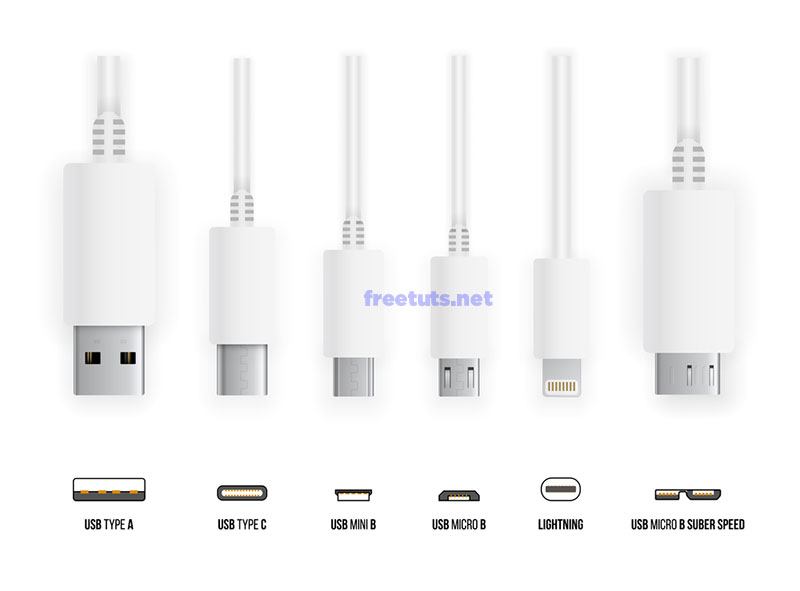 freetuts.net
USB TYPE A
USB TYPE C
USB MINI B
USB MICRO B
LIGHTNING
USB MICRO B SUBER SPEED